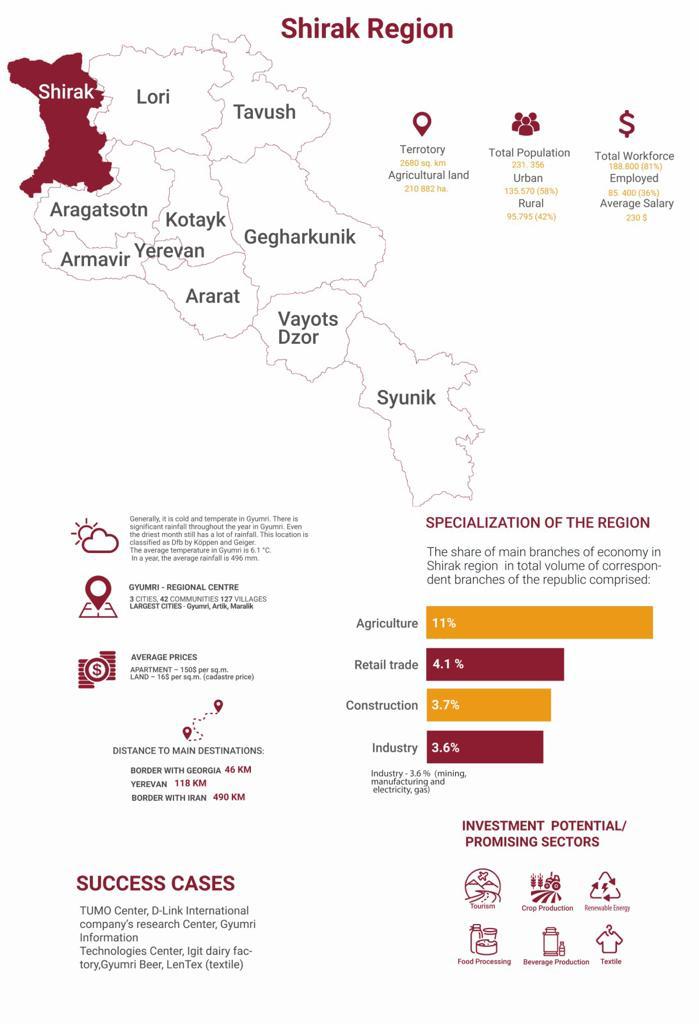 Shirak Region
Shirak
Lori
Tavush
Aragatsotn
Kotayk
Gegharkunik
Armavir
Yerevan
Ararat
Vayots
Dzor
Syunik
Terrotory
2680 sq. km
Agricultural land
210 882 ha.
Total Population
231. 356
Urban
135.570 (58%)
Rural
95.795 (42%)
Total Workforce
188.600 (81%)
Employed
85. 400 (36%)
Average Salary
230 $
Generally, it is cold and temperate in Gyumri. There is
significant rainfall throughout the year in Gyumri. Even
the driest month still has a lot of rainfall. This location is
classified as Dfb by Köppen and Geiger.
The average temperature in Gyumri is 6.1 °C.
In a year, the average rainfall is 496 mm.
GYUMRI - REGIONAL CENTRE
3 CITIES, 42 COMMUNITIES 127 VILLAGES
LARGEST CITIES - Gyumri, Artik, Maralik
AVERAGE PRICES
APARTMENT – 150$ per sq.m.
LAND – 16$ per sq.m. (cadastre price)
DISTANCE TO MAIN DESTINATIONS:
BORDER WITH GEORGIA 46 KM
YEREVAN 118 KM
BORDER WITH IRAN 490 KM
SPECIALIZATION OF THE REGION
The share of main branches of economy in
Shirak region in total volume of correspon-
dent branches of the republic comprised:
Agriculture 11%
Retail trade 4.1 %
Construction 3.7%
Industry 3.6%
Industry - 3.6 % (mining,
manufacturing and
electricity, gas)
INVESTMENT POTENTIAL/
PROMISING SECTORS
Tourism
Crop Production
Renewable Energy
Food Processing
Beverage Production
Textile
SUCCESS CASES
TUMO Center, D-Link International
company's research Center, Gyumri
Information
Technologies Center, Igit dairy fac-
tory,Gyumri Beer, LenTex (textile)